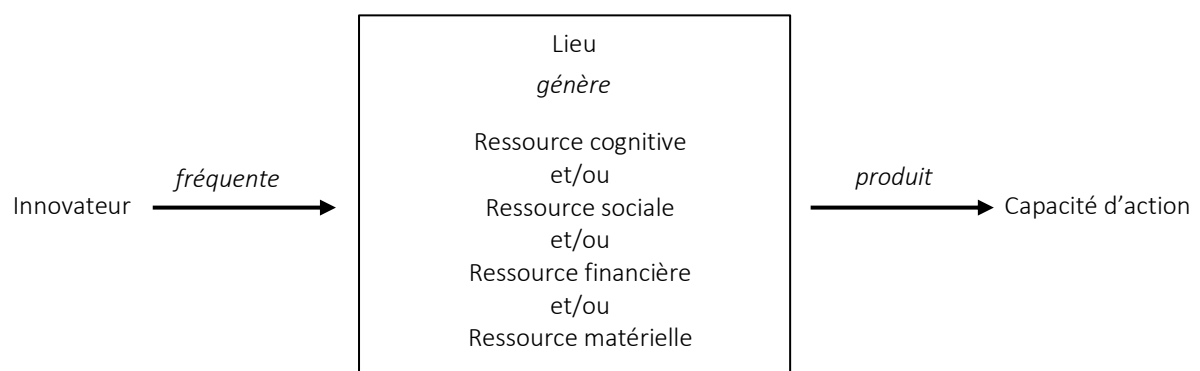 Innovateur
fréquente
Lieu
génère
Ressource cognitive
et/ou
Ressource sociale
et/ou
Ressource financière
et/ou
Ressource matérielle
produit
Capacité d’action